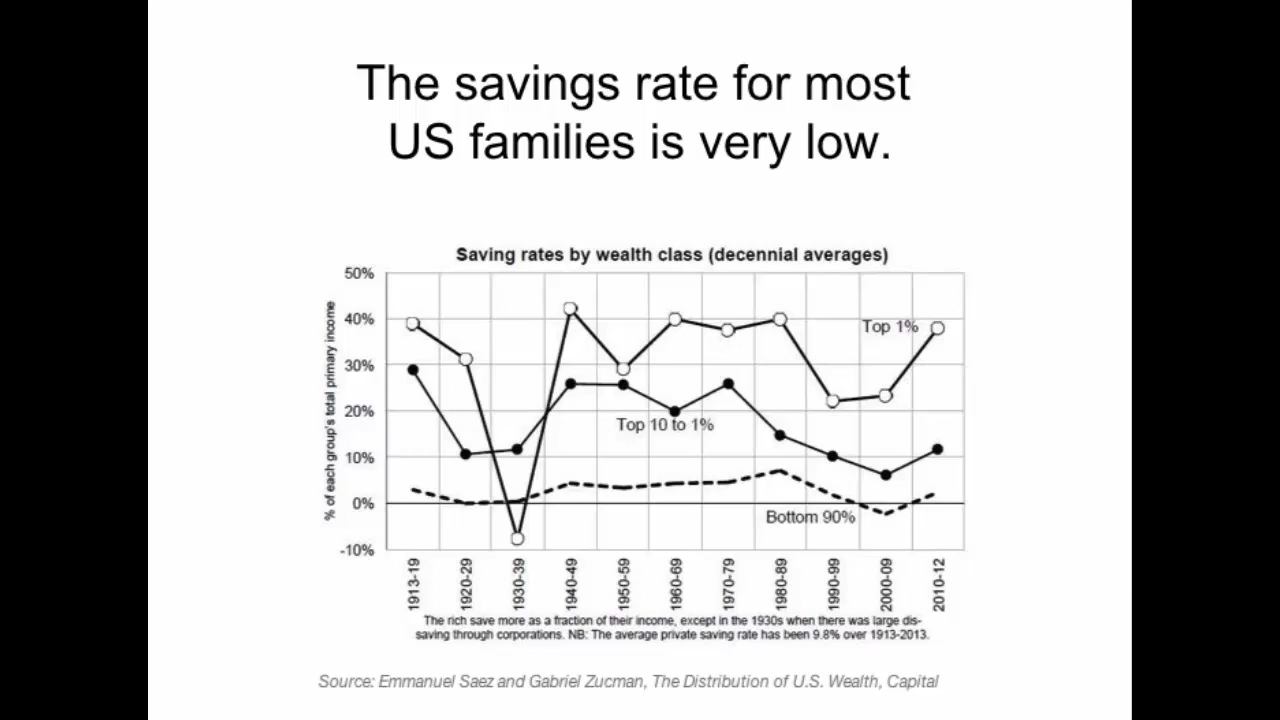 The savings rate for most
US families is very low.
Saving rates by wealth class (decennial averages)
% of each group's total primary income
50%
40%
30%
20%
10%
0%
-10%
Top 1%
Top 10 to 1%
Bottom 90%
1913-19
1920-29
1930-39
1940-49
1950-59
1960-69
1970-79
1980-89
1990-99
2000-09
2010-12
The rich save more as a fraction of their income, except in the 1930s when there was large dis-
saving through corporations. NB: The average private saving rate has been 9.8% over 1913-2013.
Source: Emmanuel Saez and Gabriel Zucman, The Distribution of U.S. Wealth, Capital